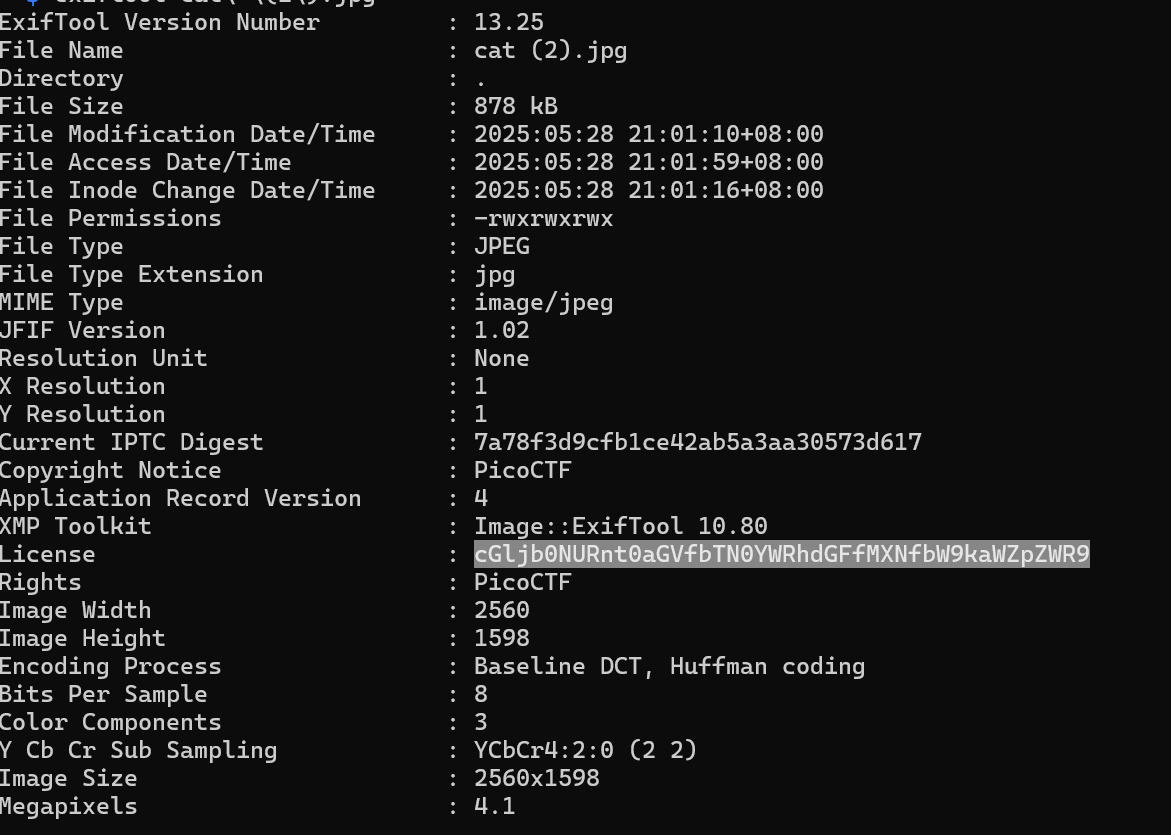 ExifTool Version Number : 13.25
File Name : cat (2).jpg
Directory : .
File Size : 878 kB
File Modification Date/Time : 2025:05:28 21:01:10+08:00
File Access Date/Time : 2025:05:28 21:01:59+08:00
File Inode Change Date/Time : 2025:05:28 21:01:16+08:00
File Permissions : -rwxrwxrwx
File Type : JPEG
File Type Extension : jpg
MIME Type : image/jpeg
JFIF Version : 1.02
Resolution Unit : None
X Resolution : 1
Y Resolution : 1
Current IPTC Digest : 7a78f3d9cfb1ce42ab5a3aa30573d617
Copyright Notice : PicoCTF
Application Record Version : 4
XMP Toolkit : Image::ExifTool 10.80
License : cGljb0NURnt0aGVfbTN0YWRhdGFfMXNfbW9kaWZpZWR9
Rights : PicoCTF
Image Width : 2560
Image Height : 1598
Encoding Process : Baseline DCT, Huffman coding
Bits Per Sample : 8
Color Components : 3
Y Cb Cr Sub Sampling : YCbCr4:2:0 (2 2)
Image Size : 2560x1598
Megapixels : 4.1